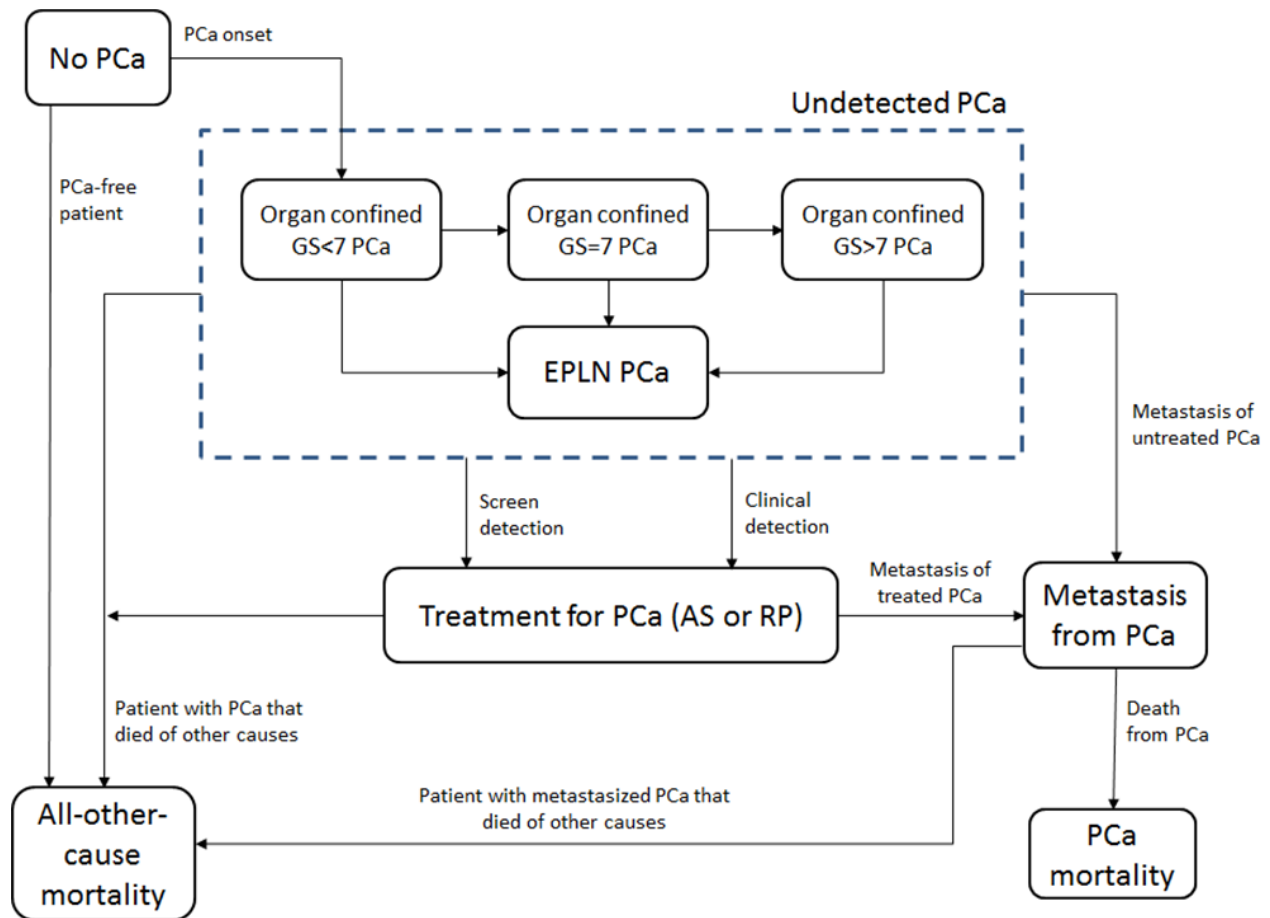 No PCa
PCa onset
Undetected PCa
PCa-free
patient
Organ confined
GS<7 PCa
Organ confined
GS=7 PCa
Organ confined
GS>7 PCa
EPLN PCa
Metastasis of
untreated PCa
Screen
detection
Clinical
detection
Treatment for PCa (AS or RP)
Metastasis of
treated PCa
Metastasis
from PCa
Patient with PCa that
died of other causes
Death
from PCa
Patient with metastasized PCa that
died of other causes
All-other-
cause
mortality
PCa
mortality